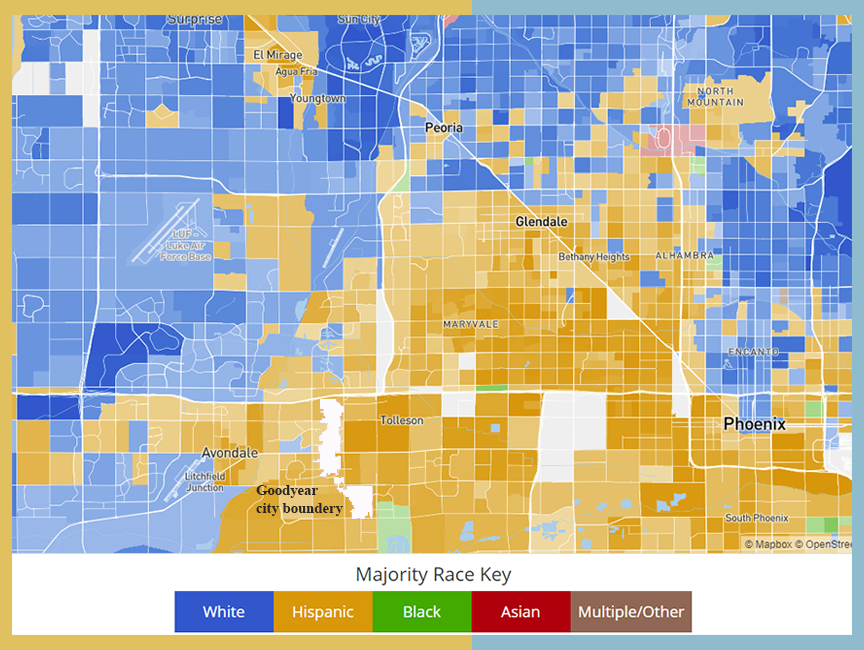 Surprise
Sun City
El Mirage
Agua Fria
Youngtown
NORTH
MOUNTAIN
Peoria
Glendale
LUF -
Luke Air
Force Base
Bethany Heights
ALHAMBRA
MARYVALE
ENCANTO
Tolleson
Phoenix
Avondale
Litchfield
Junction
Goodyear
city boundery
South Phoenix
© Mapbox © OpenStre
Majority Race Key
White
Hispanic
Black
Asian
Multiple/Other